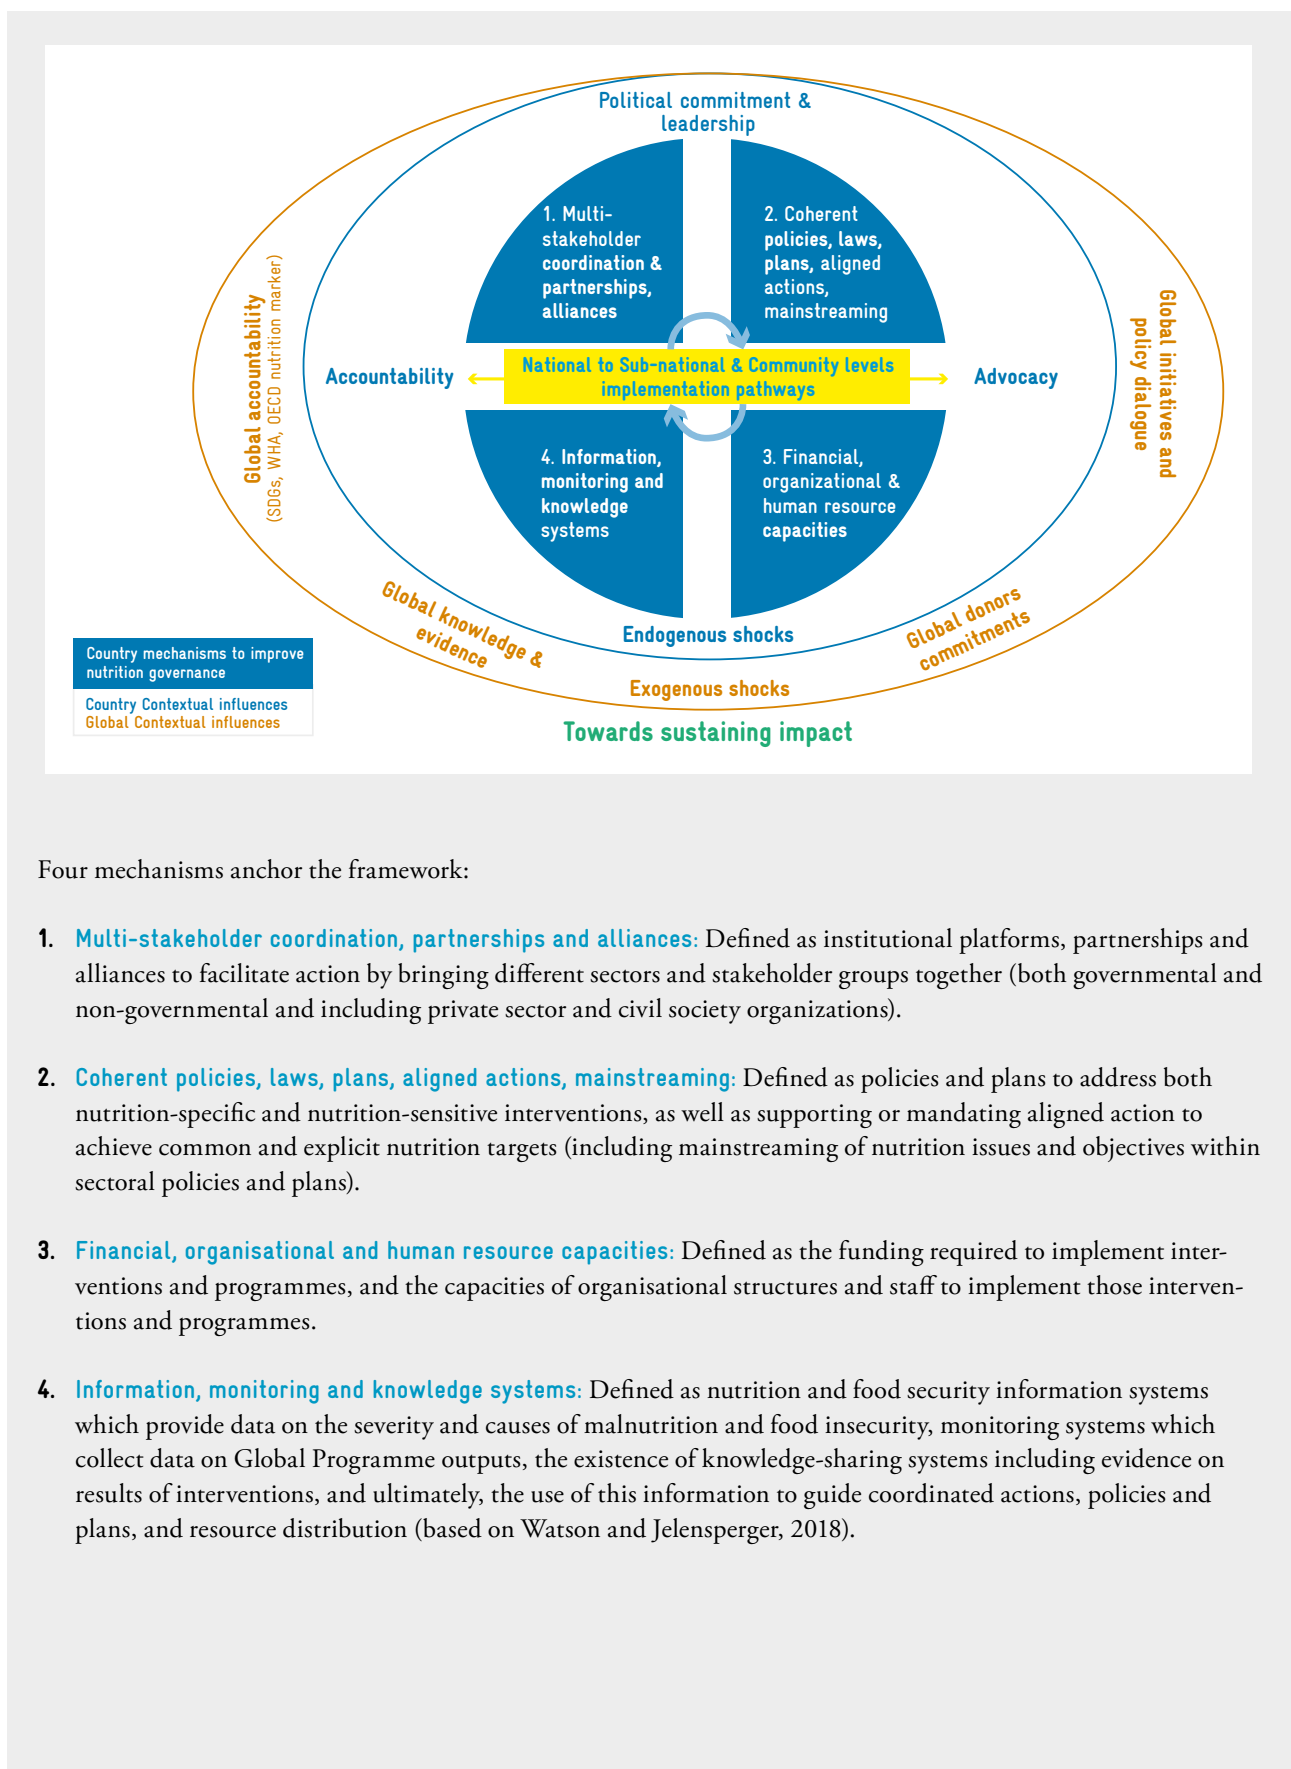 Political commitment &
leadership
1. Multi-
stakeholder
coordination &
partnerships,
alliances
2. Coherent
policies, laws,
plans, aligned
actions,
mainstreaming
Global accountability
(SDGs, WHA, OECD nutrition marker)
Accountability
National to Sub-national & Community levels
implementation pathways
Advocacy
Global initiatives and
policy dialogue
4. Information,
monitoring and
knowledge
systems
3. Financial,
organizational &
human resource
capacities
Global knowledge &
evidence
Endogenous shocks
Global donors
commitments
Exogenous shocks
Country mechanisms to improve
nutrition governance
Country Contextual influences
Global Contextual influences
Towards sustaining impact
Four mechanisms anchor the framework:
1. Multi-stakeholder coordination, partnerships and alliances: Defined as institutional platforms, partnerships and
alliances to facilitate action by bringing different sectors and stakeholder groups together (both governmental and
non-governmental and including private sector and civil society organizations).
2. Coherent policies, laws, plans, aligned actions, mainstreaming: Defined as policies and plans to address both
nutrition-specific and nutrition-sensitive interventions, as well as supporting or mandating aligned action to
achieve common and explicit nutrition targets (including mainstreaming of nutrition issues and objectives within
sectoral policies and plans).
3. Financial, organisational and human resource capacities: Defined as the funding required to implement inter-
ventions and programmes, and the capacities of organisational structures and staff to implement those interven-
tions and programmes.
4. Information, monitoring and knowledge systems: Defined as nutrition and food security information systems
which provide data on the severity and causes of malnutrition and food insecurity, monitoring systems which
collect data on Global Programme outputs, the existence of knowledge-sharing systems including evidence on
results of interventions, and ultimately, the use of this information to guide coordinated actions, policies and
plans, and resource distribution (based on Watson and Jelensperger, 2018).